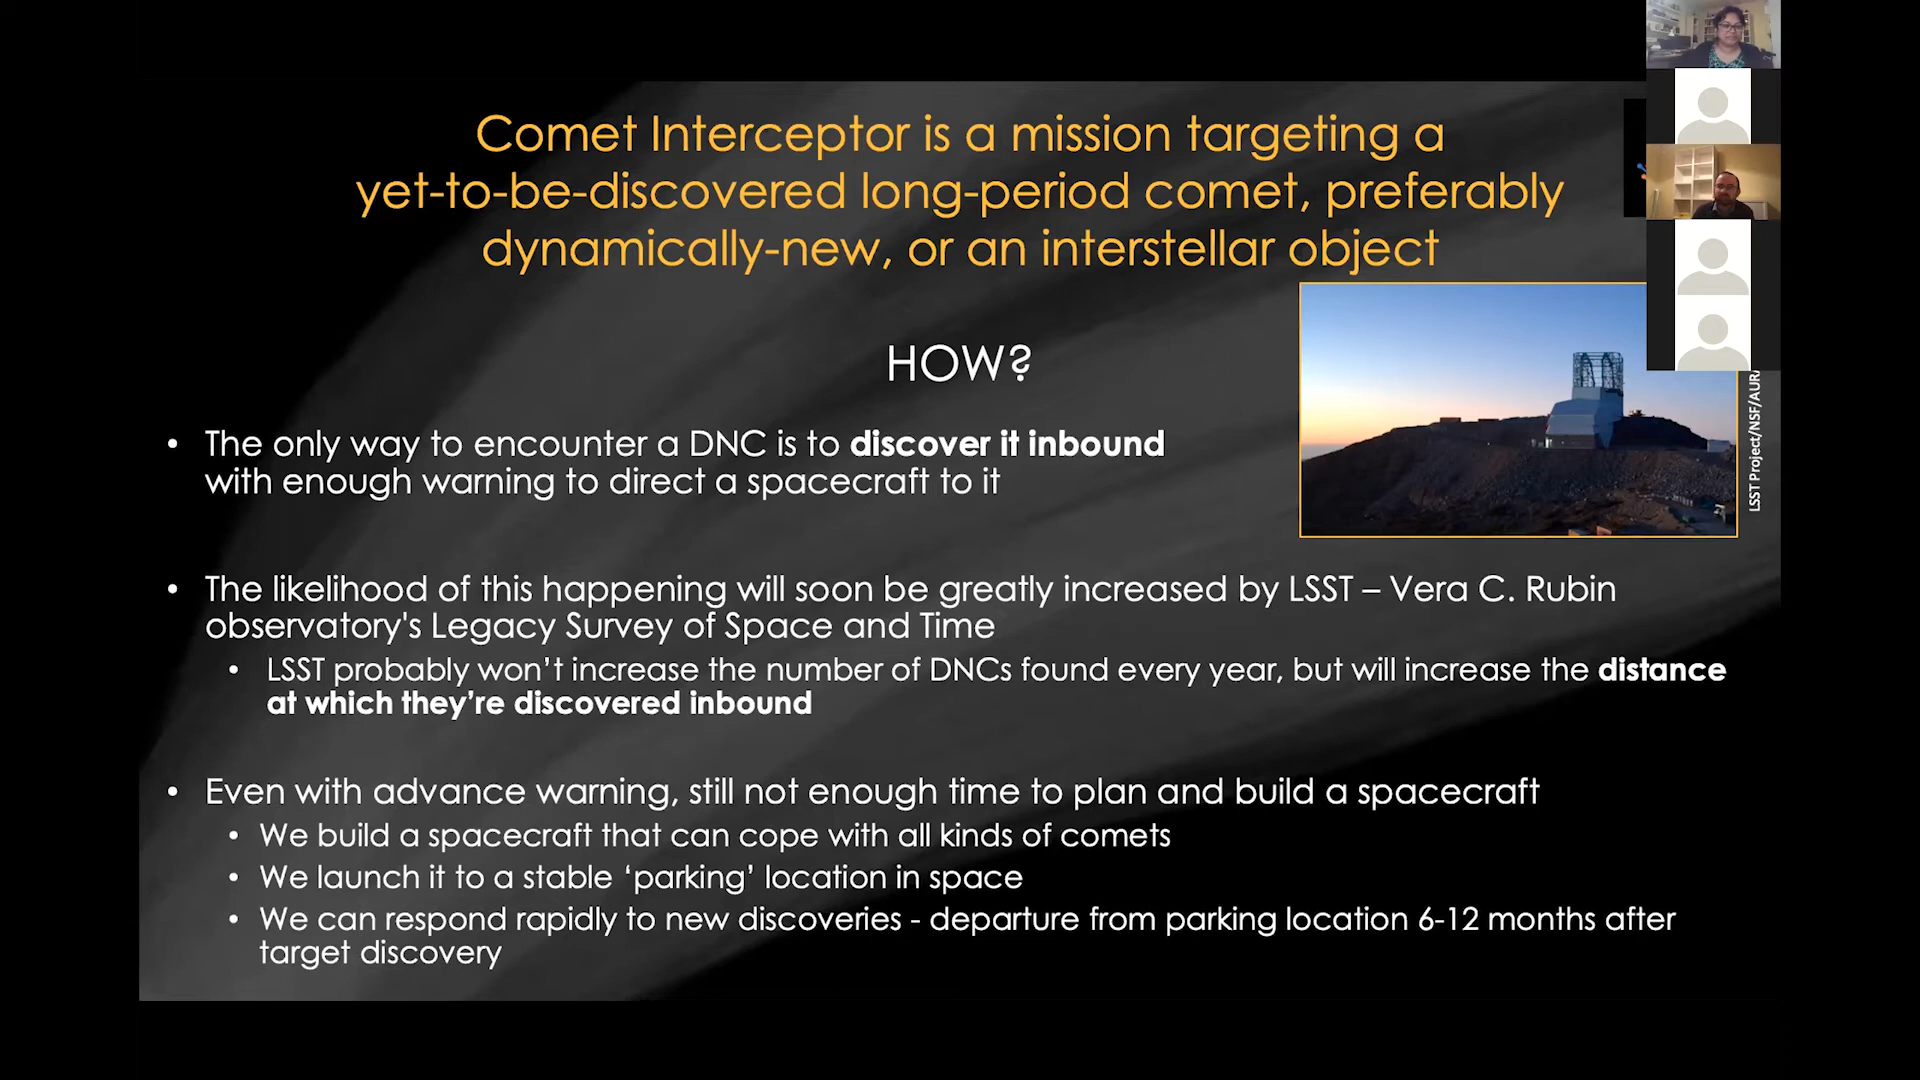 Comet Interceptor is a mission targeting a
yet-to-be-discovered long-period comet, preferably
dynamically-new, or an interstellar object
HOW?
• The only way to encounter a DNC is to discover it inbound
with enough warning to direct a spacecraft to it
LSST Project/NSF/AURA
• The likelihood of this happening will soon be greatly increased by LSST – Vera C. Rubin
observatory's Legacy Survey of Space and Time
• LSST probably won’t increase the number of DNCs found every year, but will increase the distance
at which they’re discovered inbound
• Even with advance warning, still not enough time to plan and build a spacecraft
• We build a spacecraft that can cope with all kinds of comets
• We launch it to a stable ‘parking’ location in space
• We can respond rapidly to new discoveries - departure from parking location 6-12 months after
target discovery